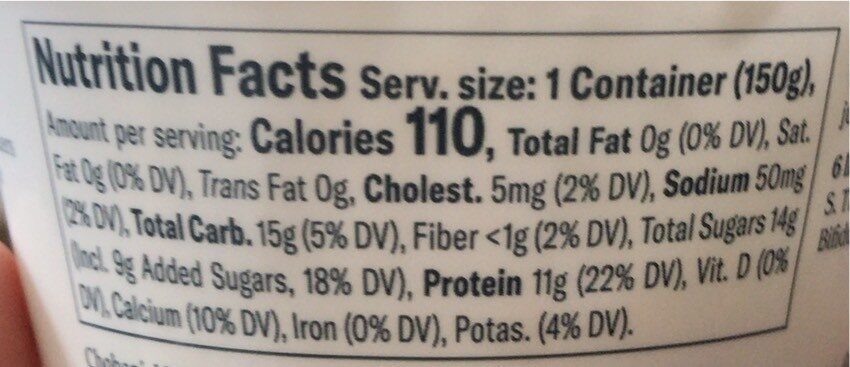 Nutrition Facts Serv. size: 1 Container (150g),
Amount per serving: Calories 110, Total Fat 0g (0% DV), Sat.
Fat 0g (0% DV), Trans Fat 0g, Cholest. 5mg (2% DV), Sodium 50mg
(2% DV), Total Carb. 15g (5% DV), Fiber <1g (2% DV), Total Sugars 14g
(Incl. 9g Added Sugars, 18% DV), Protein 11g (22% DV), Vit. D (0%
DV), Calcium (10% DV), Iron (0% DV), Potas. (4% DV).